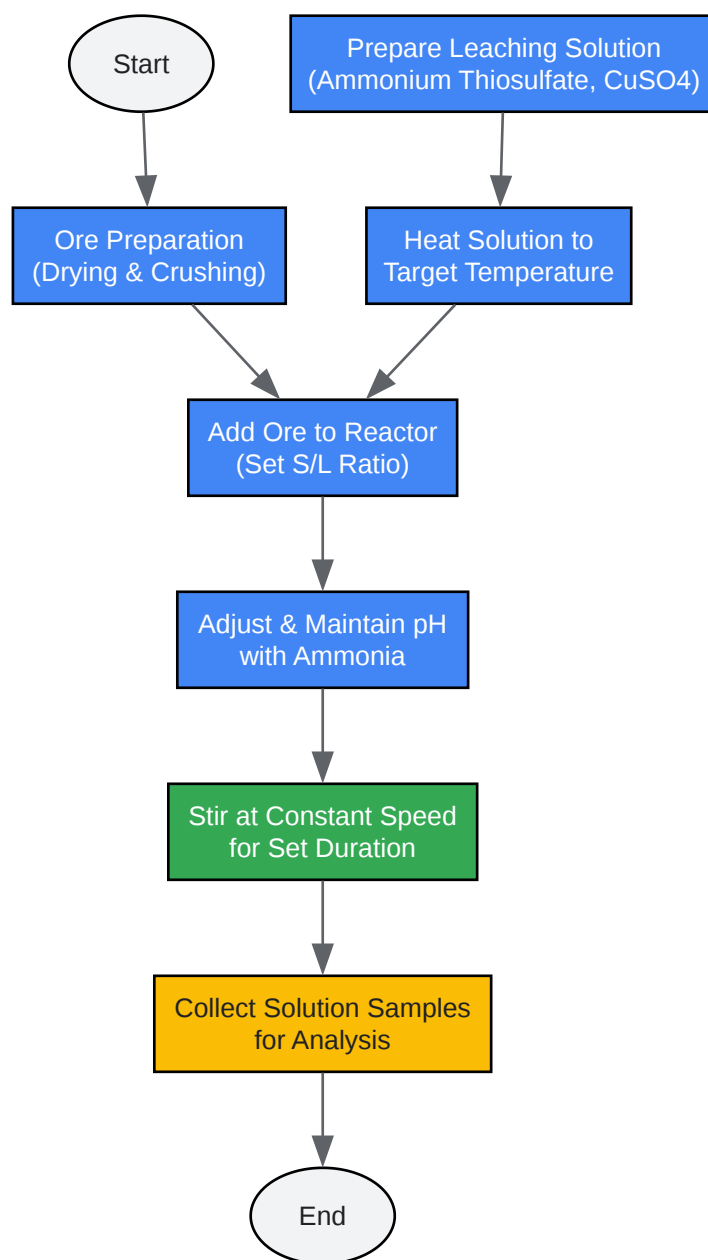 Start
Prepare Leaching Solution
(Ammonium Thiosulfate, CuSO4)
Ore Preparation
(Drying & Crushing)
Heat Solution to
Target Temperature
Add Ore to Reactor
(Set S/L Ratio)
Adjust & Maintain pH
with Ammonia
Stir at Constant Speed
for Set Duration
Collect Solution Samples
for Analysis
End